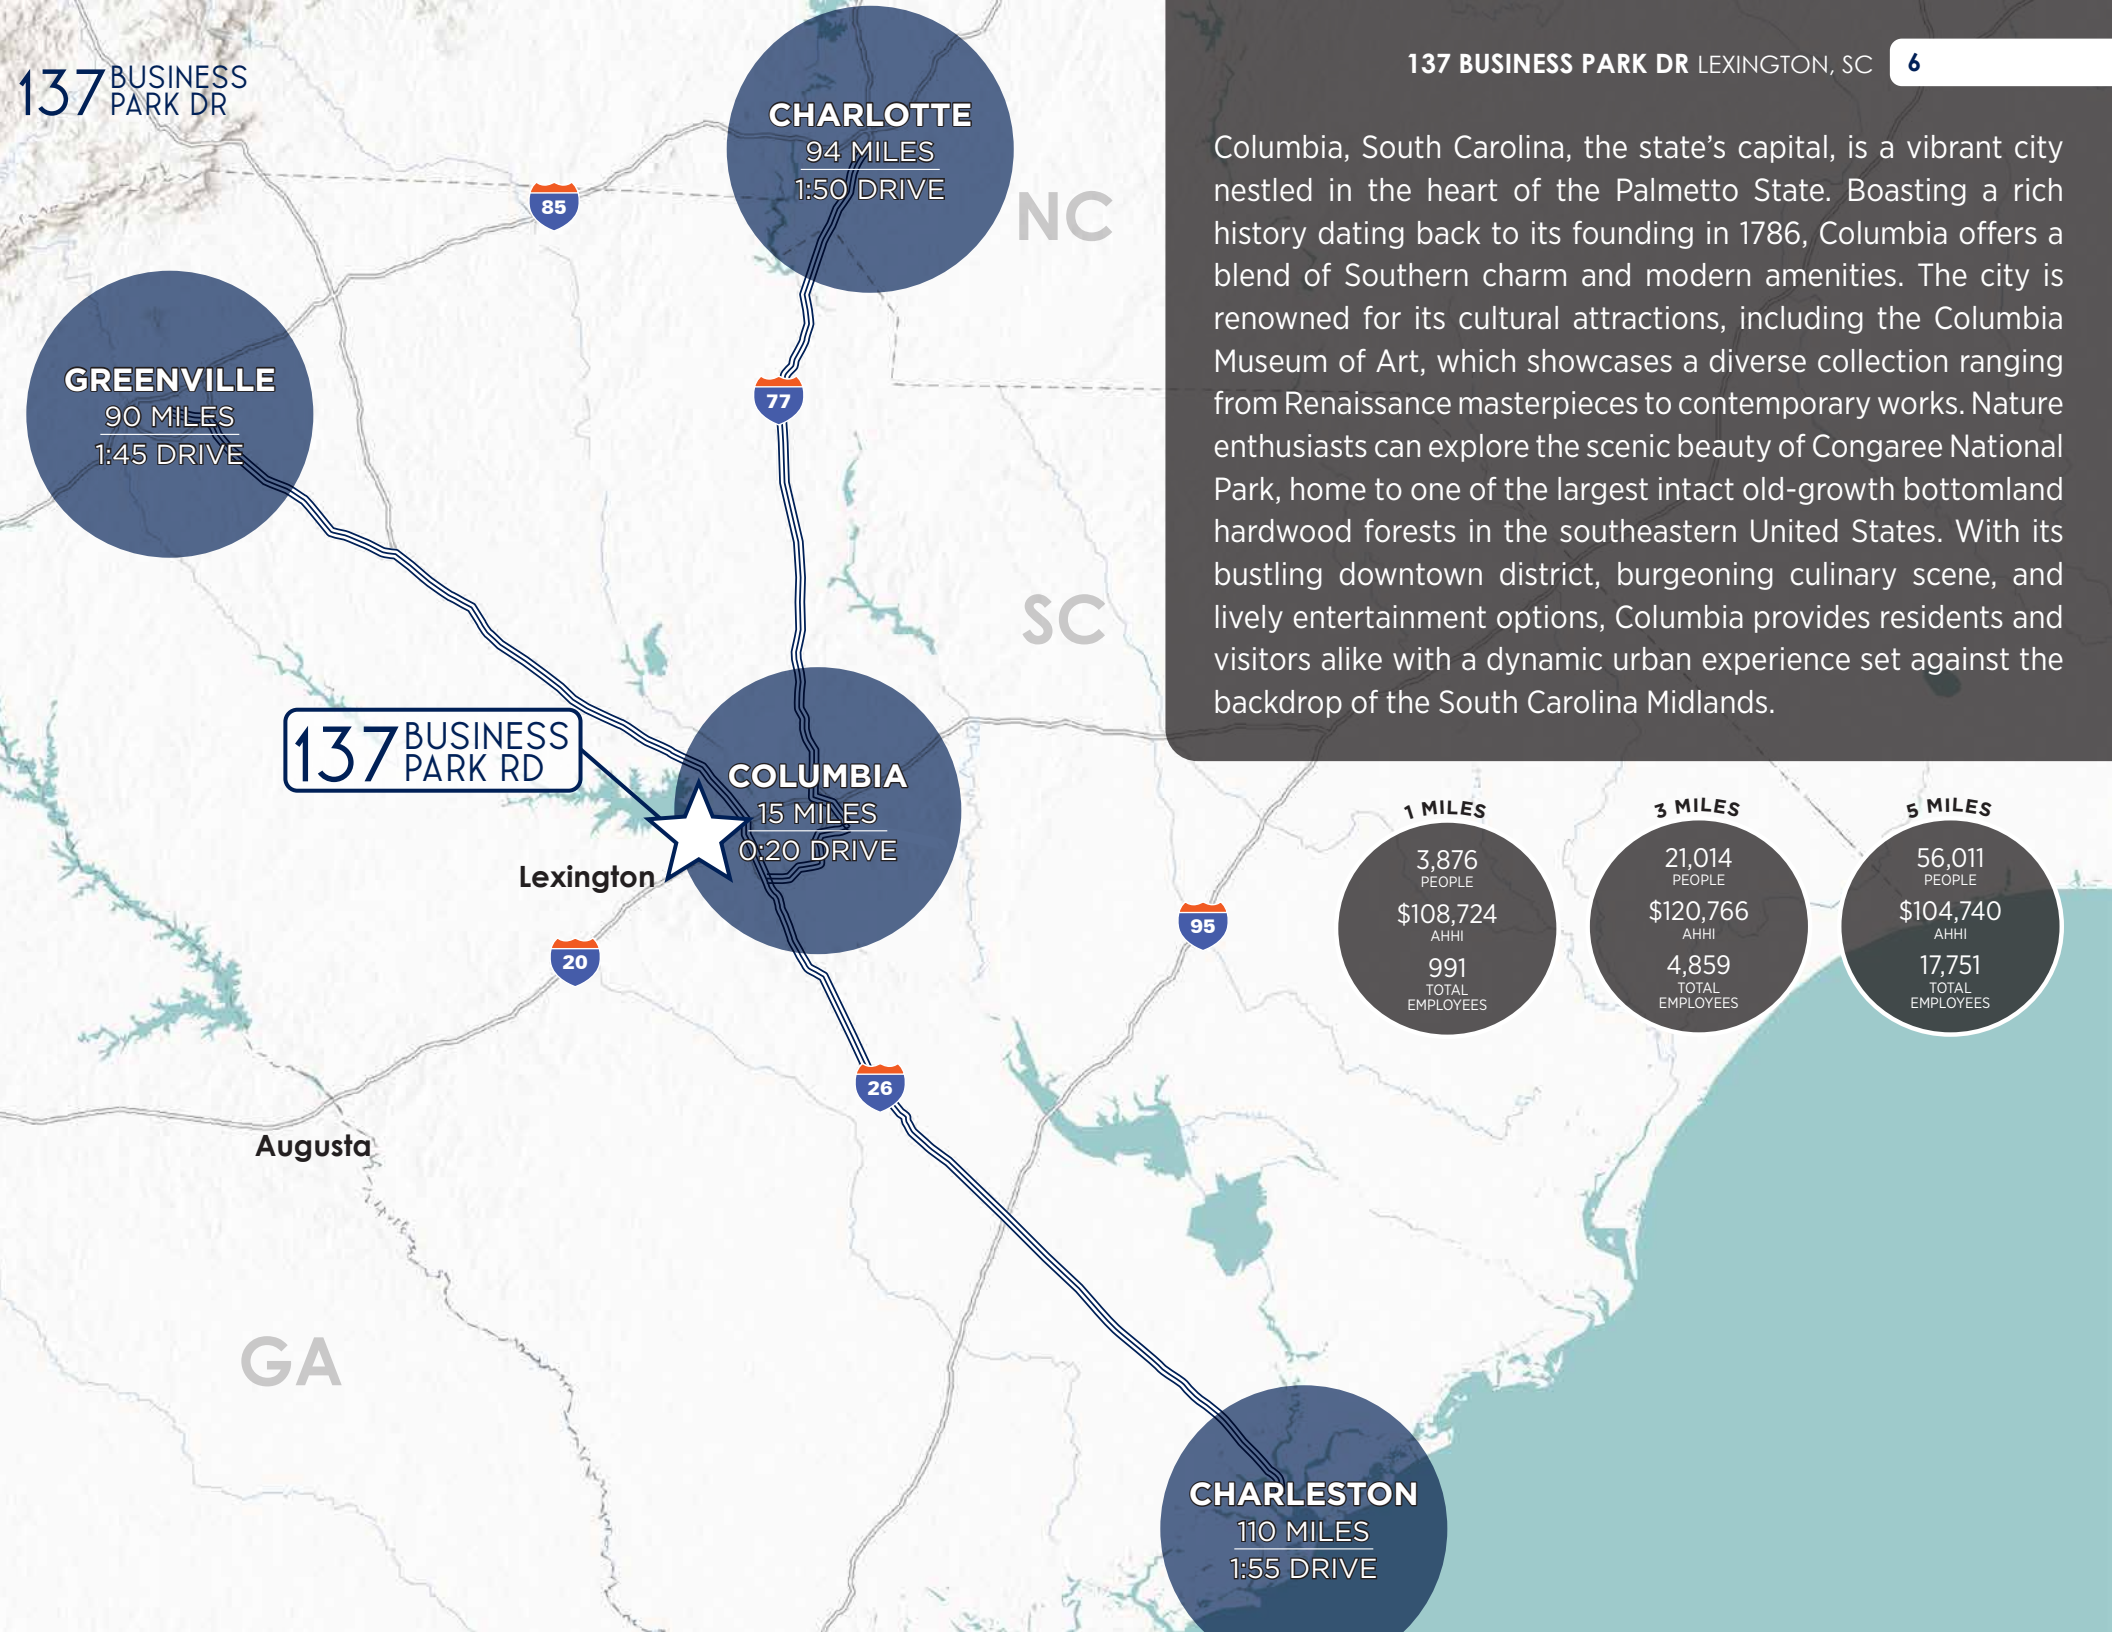 137 BUSINESS
PARK DR
137 BUSINESS PARK DR LEXINGTON, SC 6
Columbia, South Carolina, the state’s capital, is a vibrant city
nestled in the heart of the Palmetto State. Boasting a rich
history dating back to its founding in 1786, Columbia offers a
blend of Southern charm and modern amenities. The city is
renowned for its cultural attractions, including the Columbia
Museum of Art, which showcases a diverse collection ranging
from Renaissance masterpieces to contemporary works. Nature
enthusiasts can explore the scenic beauty of Congaree National
Park, home to one of the largest intact old-growth bottomland
hardwood forests in the southeastern United States. With its
bustling downtown district, burgeoning culinary scene, and
lively entertainment options, Columbia provides residents and
visitors alike with a dynamic urban experience set against the
backdrop of the South Carolina Midlands.
CHARLOTTE
94 MILES
1:50 DRIVE
NC
85
GREENVILLE
90 MILES
1:45 DRIVE
77
SC
137 BUSINESS
PARK RD
COLUMBIA
15 MILES
0:20 DRIVE
Lexington
20
95
26
Augusta
GA
CHARLESTON
110 MILES
1:55 DRIVE
1 MILES
3,876
PEOPLE
$108,724
AHHI
991
TOTAL
EMPLOYEES
3 MILES
21,014
PEOPLE
$120,766
AHHI
4,859
TOTAL
EMPLOYEES
5 MILES
56,011
PEOPLE
$104,740
AHHI
17,751
TOTAL
EMPLOYEES